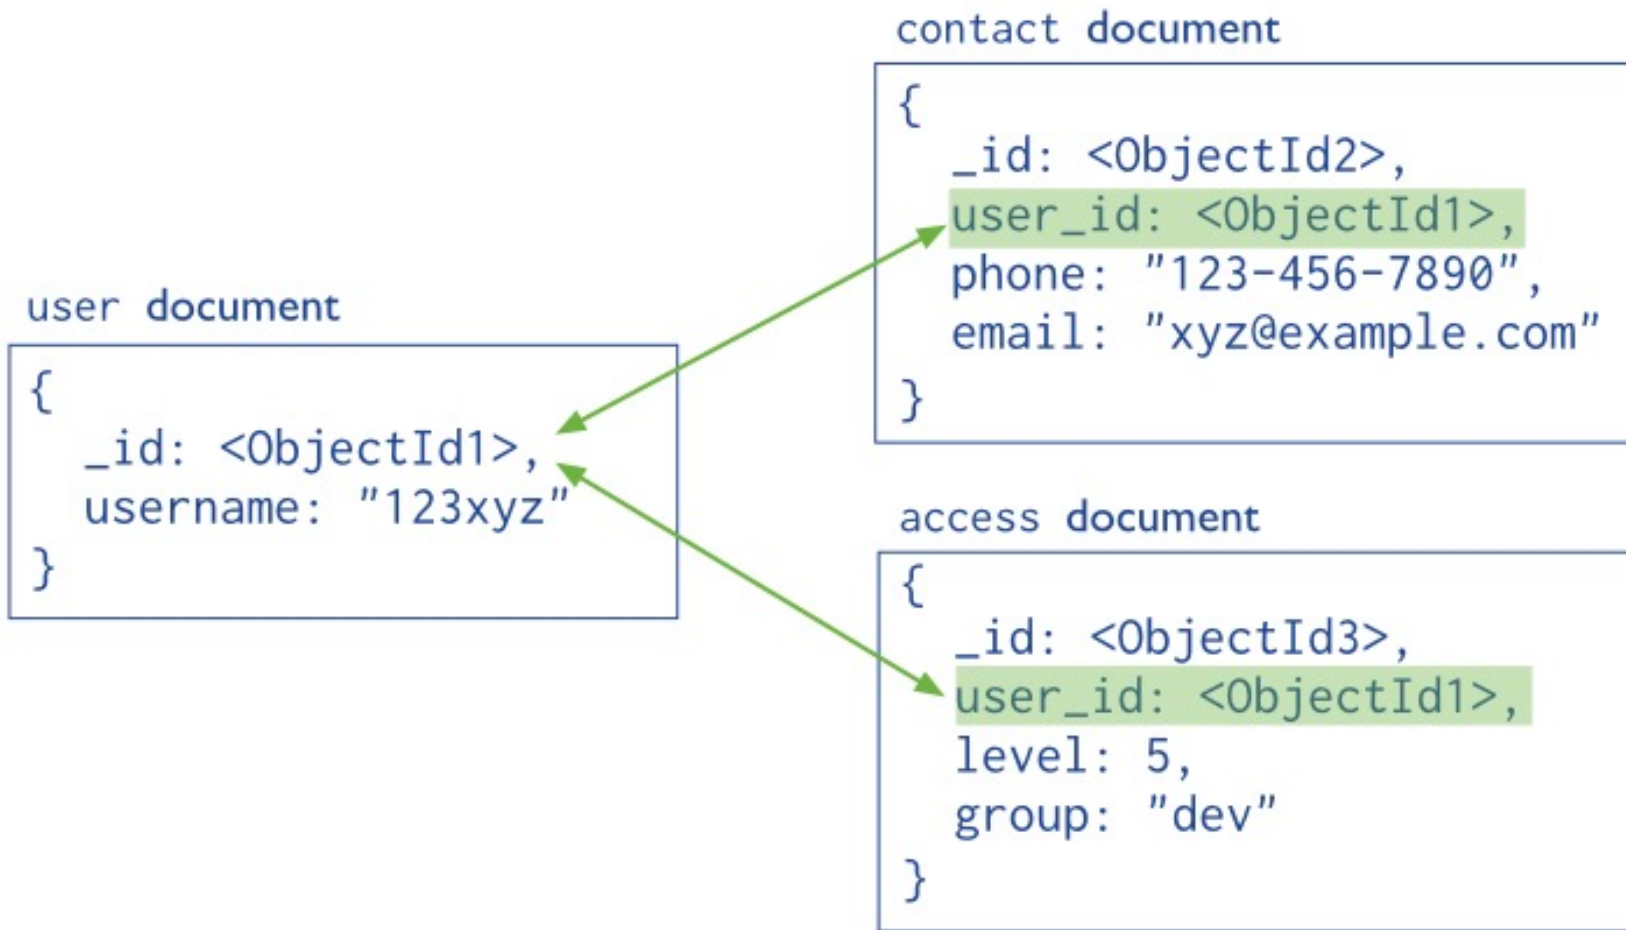 user document
{
_id: <ObjectId1>,
username: "123xyz"
}
contact document
{
_id: <ObjectId2>,
user_id: <ObjectId1>,
phone: "123-456-7890",
email: "xyz@example.com"
}
access document
{
_id: <ObjectId3>,
user_id: <ObjectId1>,
level: 5,
group: "dev"
}